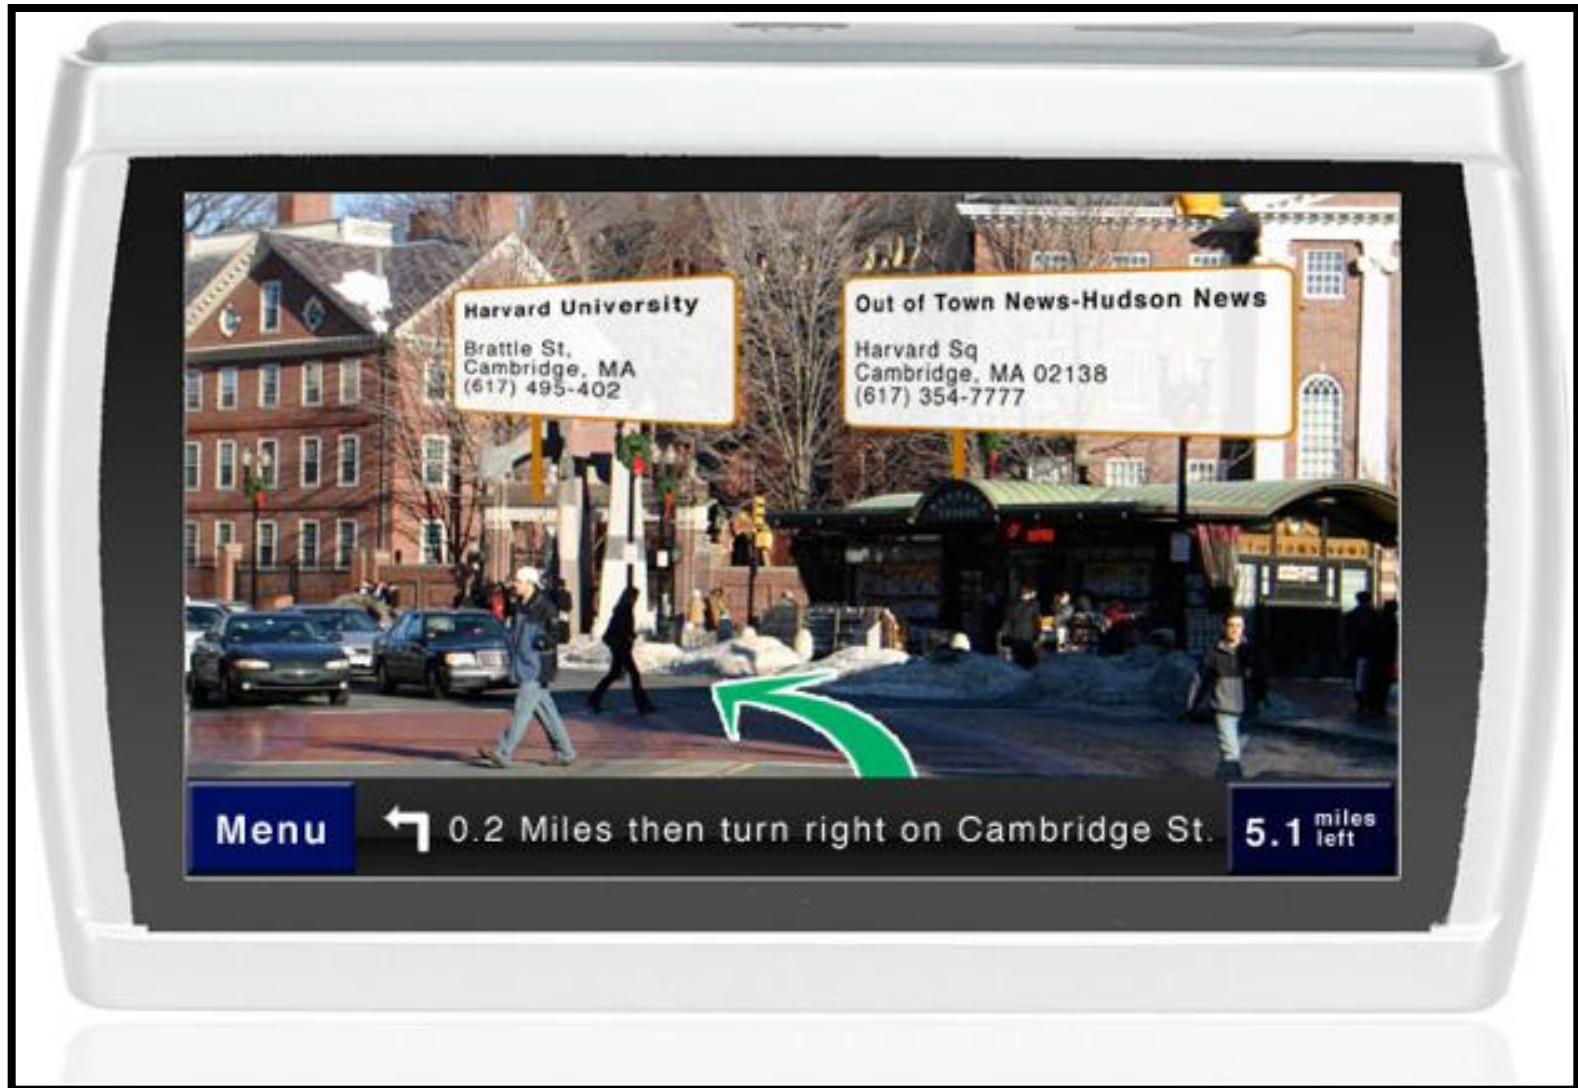 Harvard University
Brattle St,
Cambridge, MA
(617) 495-402
Out of Town News-Hudson News
Harvard Sq
Cambridge, MA 02138
(617) 354-7777
Menu
0.2 Miles then turn right on Cambridge St.
5.1 miles left